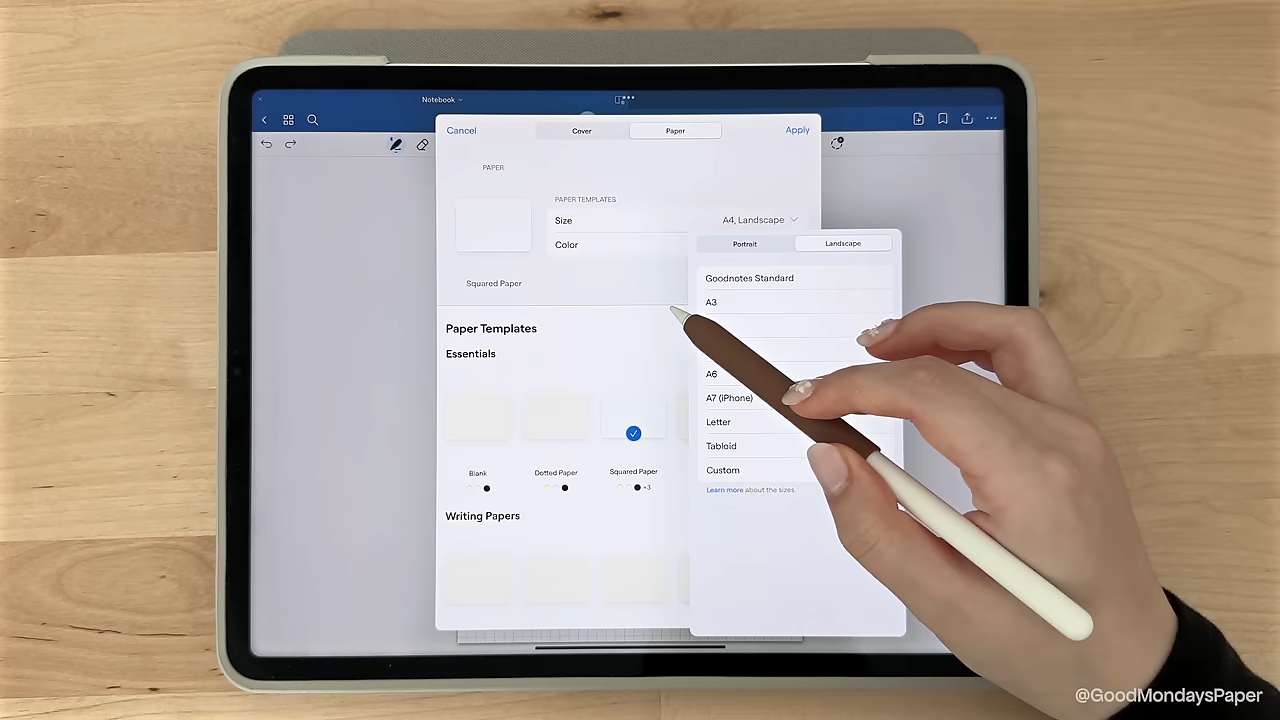 Notebook
Cancel
Cover
Paper
Apply
PAPER
PAPER TEMPLATES
Size
A4, Landscape
Color
Portrait
Landscape
Goodnotes Standard
A3
A6
A7 (iPhone)
Letter
Tabloid
Custom
Learn more about the sizes.
Squared Paper
Paper Templates
Essentials
Blank
Dotted Paper
Squared Paper
+3
Writing Papers
@GoodMondaysPaper